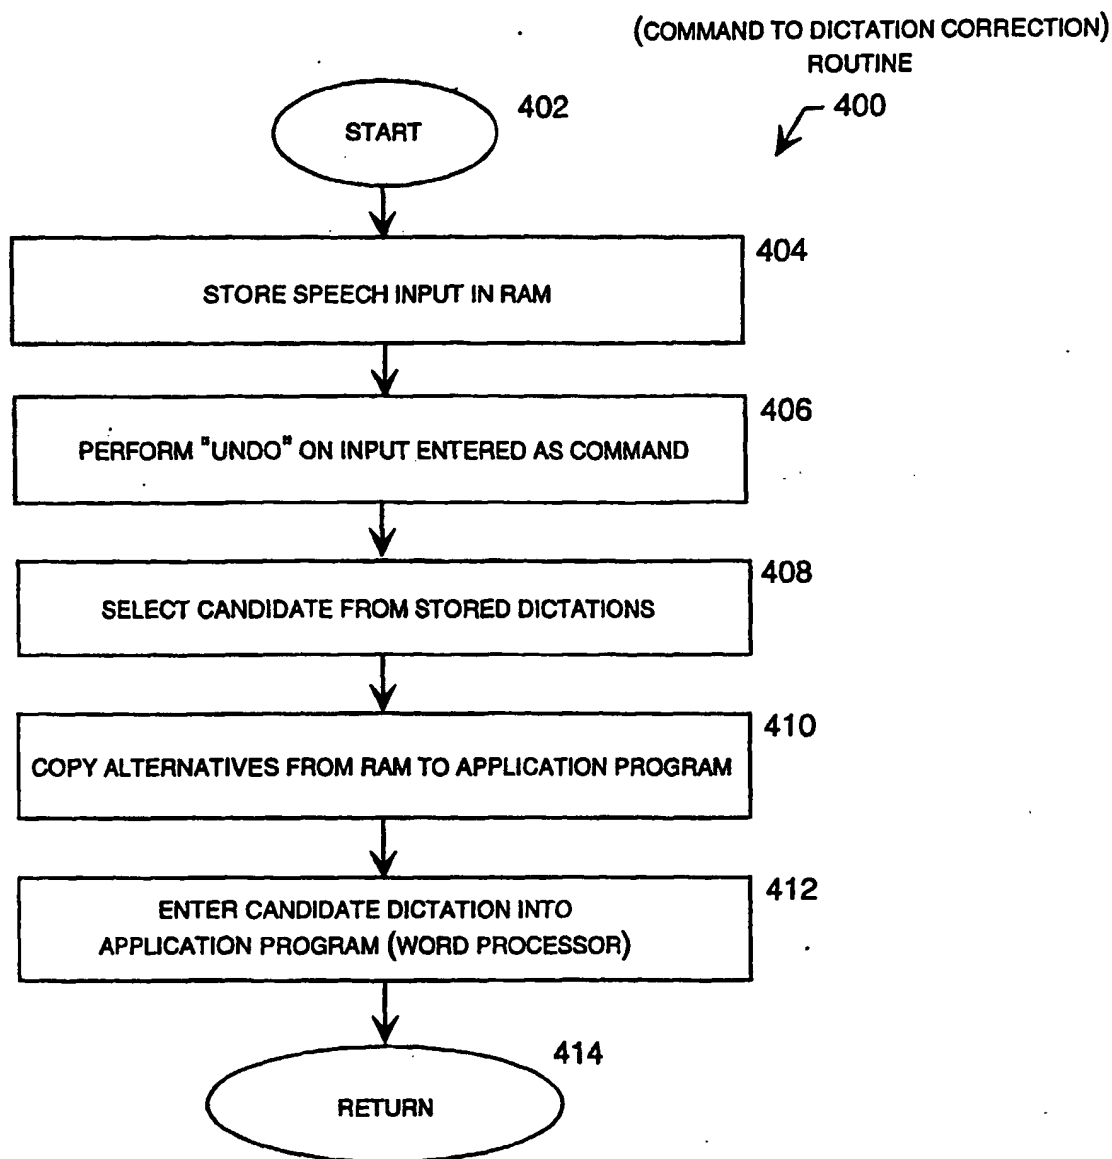 (COMMAND TO DICTATION CORRECTION)
ROUTINE
400
402
START
404
STORE SPEECH INPUT IN RAM
406
PERFORM "UNDO" ON INPUT ENTERED AS COMMAND
408
SELECT CANDIDATE FROM STORED DICTATIONS
410
COPY ALTERNATIVES FROM RAM TO APPLICATION PROGRAM
412
ENTER CANDIDATE DICTATION INTO
APPLICATION PROGRAM (WORD PROCESSOR)
414
RETURN